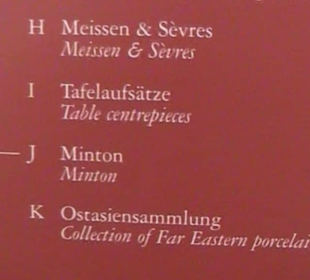 H Meissen & Sèvres
Meissen & Sèvres
I Tafelaufsätze
Table centrepieces
J Minton
Minton
K Ostasiensammlung
Collection of Far Eastern porcelai